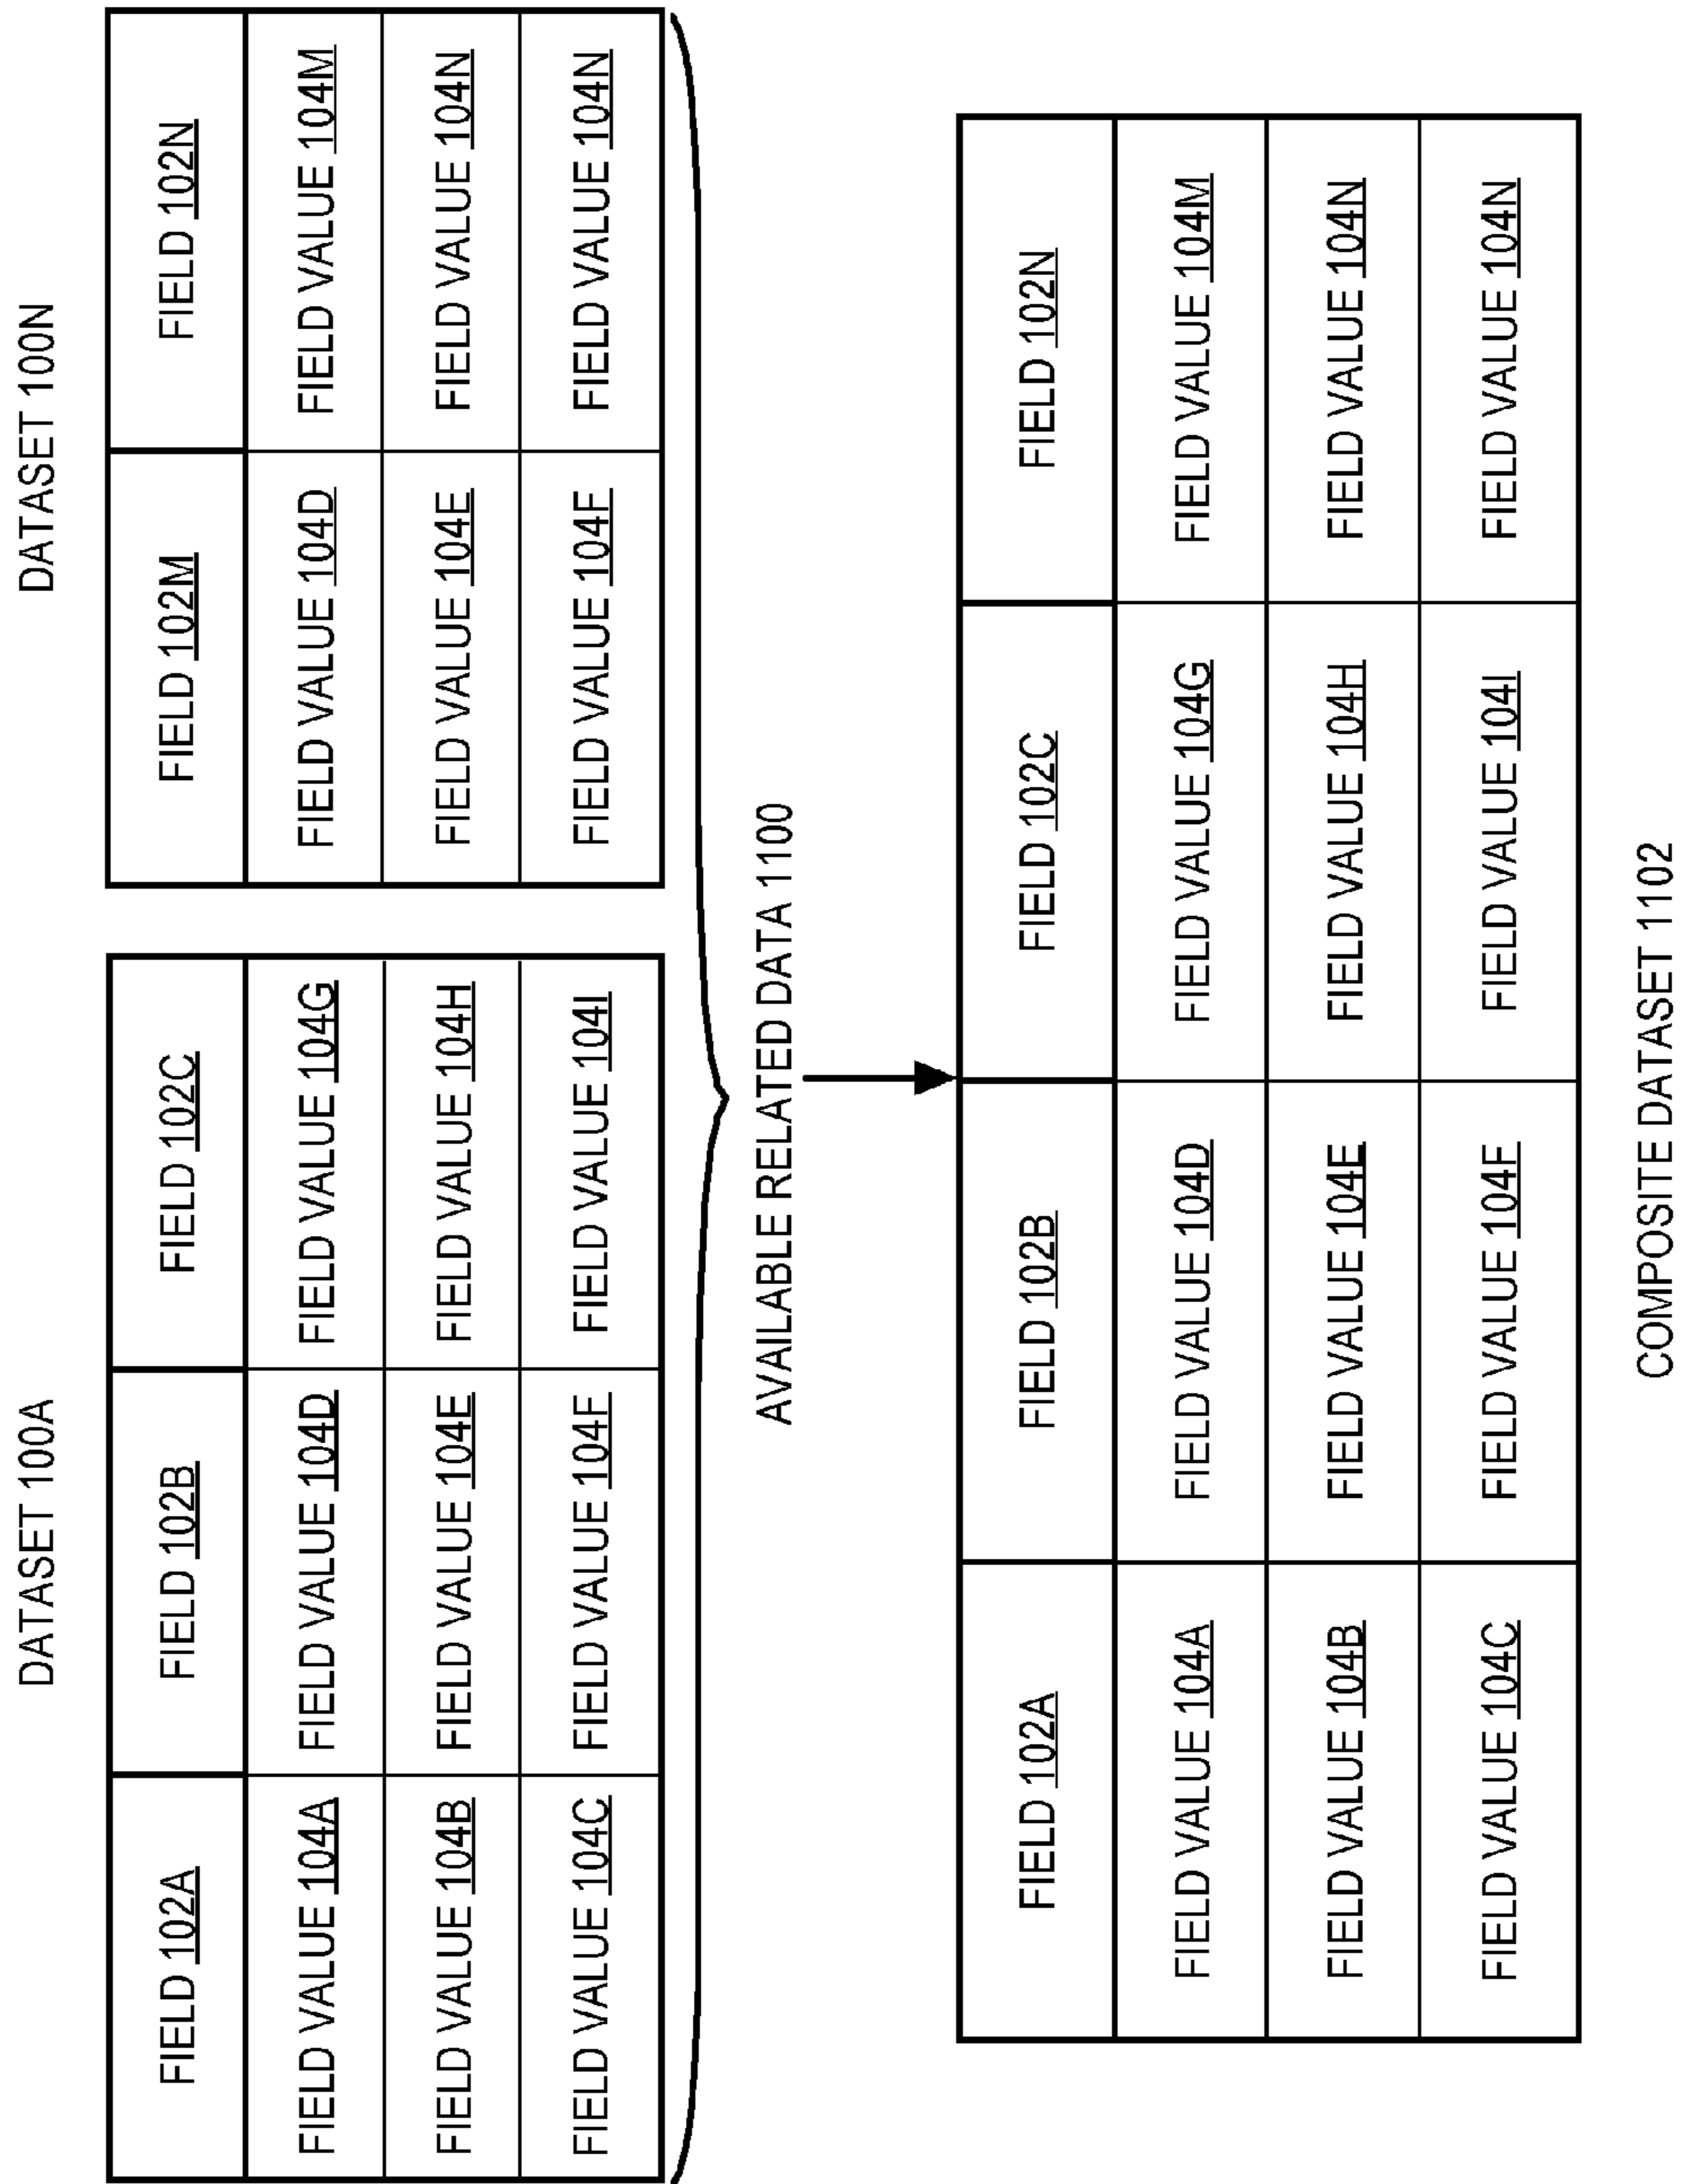 DATASET 100A
DATASET 100N
FIELD 102A
FIELD 102B
FIELD 102C
FIELD VALUE 104A
FIELD VALUE 104D
FIELD VALUE 104G
FIELD VALUE 104B
FIELD VALUE 104E
FIELD VALUE 104H
FIELD VALUE 104C
FIELD VALUE 104F
FIELD VALUE 104I
FIELD 102M
FIELD 102N
FIELD VALUE 104D
FIELD VALUE 104M
FIELD VALUE 104E
FIELD VALUE 104N
FIELD VALUE 104F
FIELD VALUE 104N
AVAILABLE RELATED DATA 1100
FIELD 102A
FIELD 102B
FIELD 102C
FIELD 102N
FIELD VALUE 104A
FIELD VALUE 104D
FIELD VALUE 104G
FIELD VALUE 104M
FIELD VALUE 104B
FIELD VALUE 104E
FIELD VALUE 104H
FIELD VALUE 104N
FIELD VALUE 104C
FIELD VALUE 104F
FIELD VALUE 104I
FIELD VALUE 104N
COMPOSITE DATASET 1102